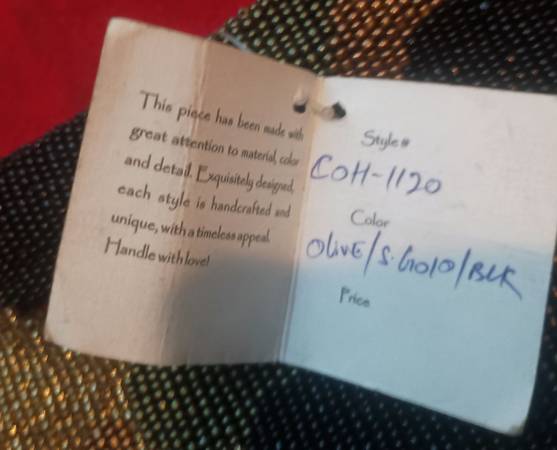 This piece has been made with
great attention to material, color
and detail. Exquisitely designed,
each style is handcrafted and
unique, with a timeless appeal.
Handle with love!
Style#
COH-1120
Color
OLIVE/S.GOLD/BLK
Price